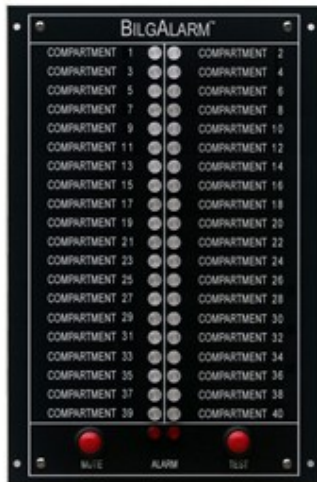 BILGALARM™
COMPARTMENT 1 COMPARTMENT 2
COMPARTMENT 3 COMPARTMENT 4
COMPARTMENT 5 COMPARTMENT 6
COMPARTMENT 7 COMPARTMENT 8
COMPARTMENT 9 COMPARTMENT 10
COMPARTMENT 11 COMPARTMENT 12
COMPARTMENT 13 COMPARTMENT 14
COMPARTMENT 15 COMPARTMENT 16
COMPARTMENT 17 COMPARTMENT 18
COMPARTMENT 19 COMPARTMENT 20
COMPARTMENT 21 COMPARTMENT 22
COMPARTMENT 23 COMPARTMENT 24
COMPARTMENT 25 COMPARTMENT 26
COMPARTMENT 27 COMPARTMENT 28
COMPARTMENT 29 COMPARTMENT 30
COMPARTMENT 31 COMPARTMENT 32
COMPARTMENT 33 COMPARTMENT 34
COMPARTMENT 35 COMPARTMENT 36
COMPARTMENT 37 COMPARTMENT 38
COMPARTMENT 39 COMPARTMENT 40
MUTE ALARM TEST